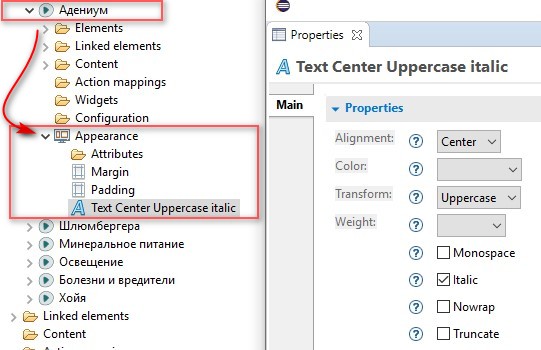 Адениум
Elements
Linked elements
Content
Action mappings
Widgets
Configuration
Appearance
Attributes
Margin
Padding
Text Center Uppercase italic
Шлюмбергера
Минеральное питание
Освещение
Болезни и вредители
Хойя
Linked elements
Content
Properties
Text Center Uppercase italic
Main
Properties
Alignment: Center
Color:
Transform: Uppercase
Weight:
Monospace
Italic
Nowrap
Truncate